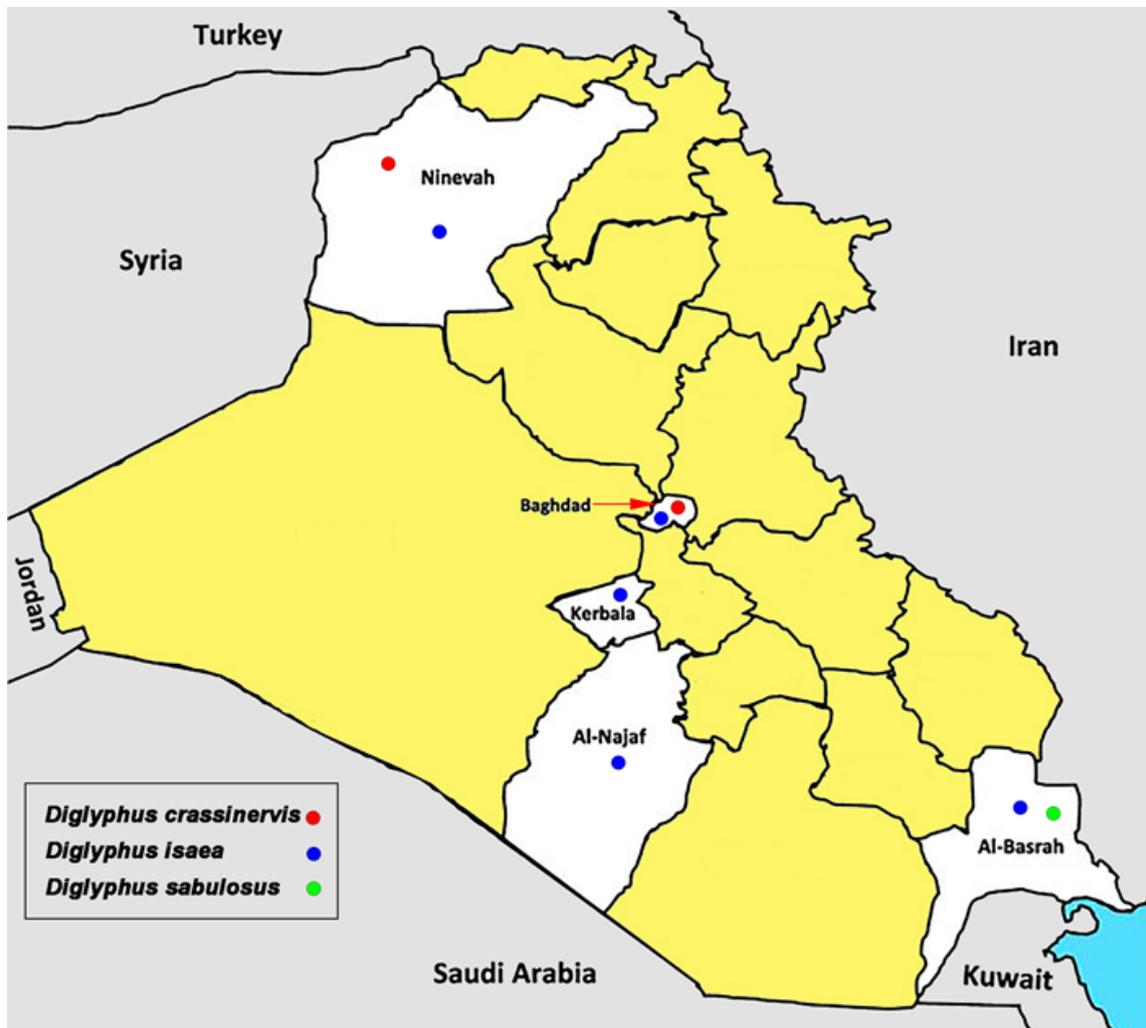 Turkey
Ninevah
Syria
Iran
Baghdad
Jordan
Kerbala
Al-Najaf
Diglyphus crassinervis
Diglyphus isaea
Diglyphus sabulosus
Al-Basrah
Saudi Arabia
Kuwait